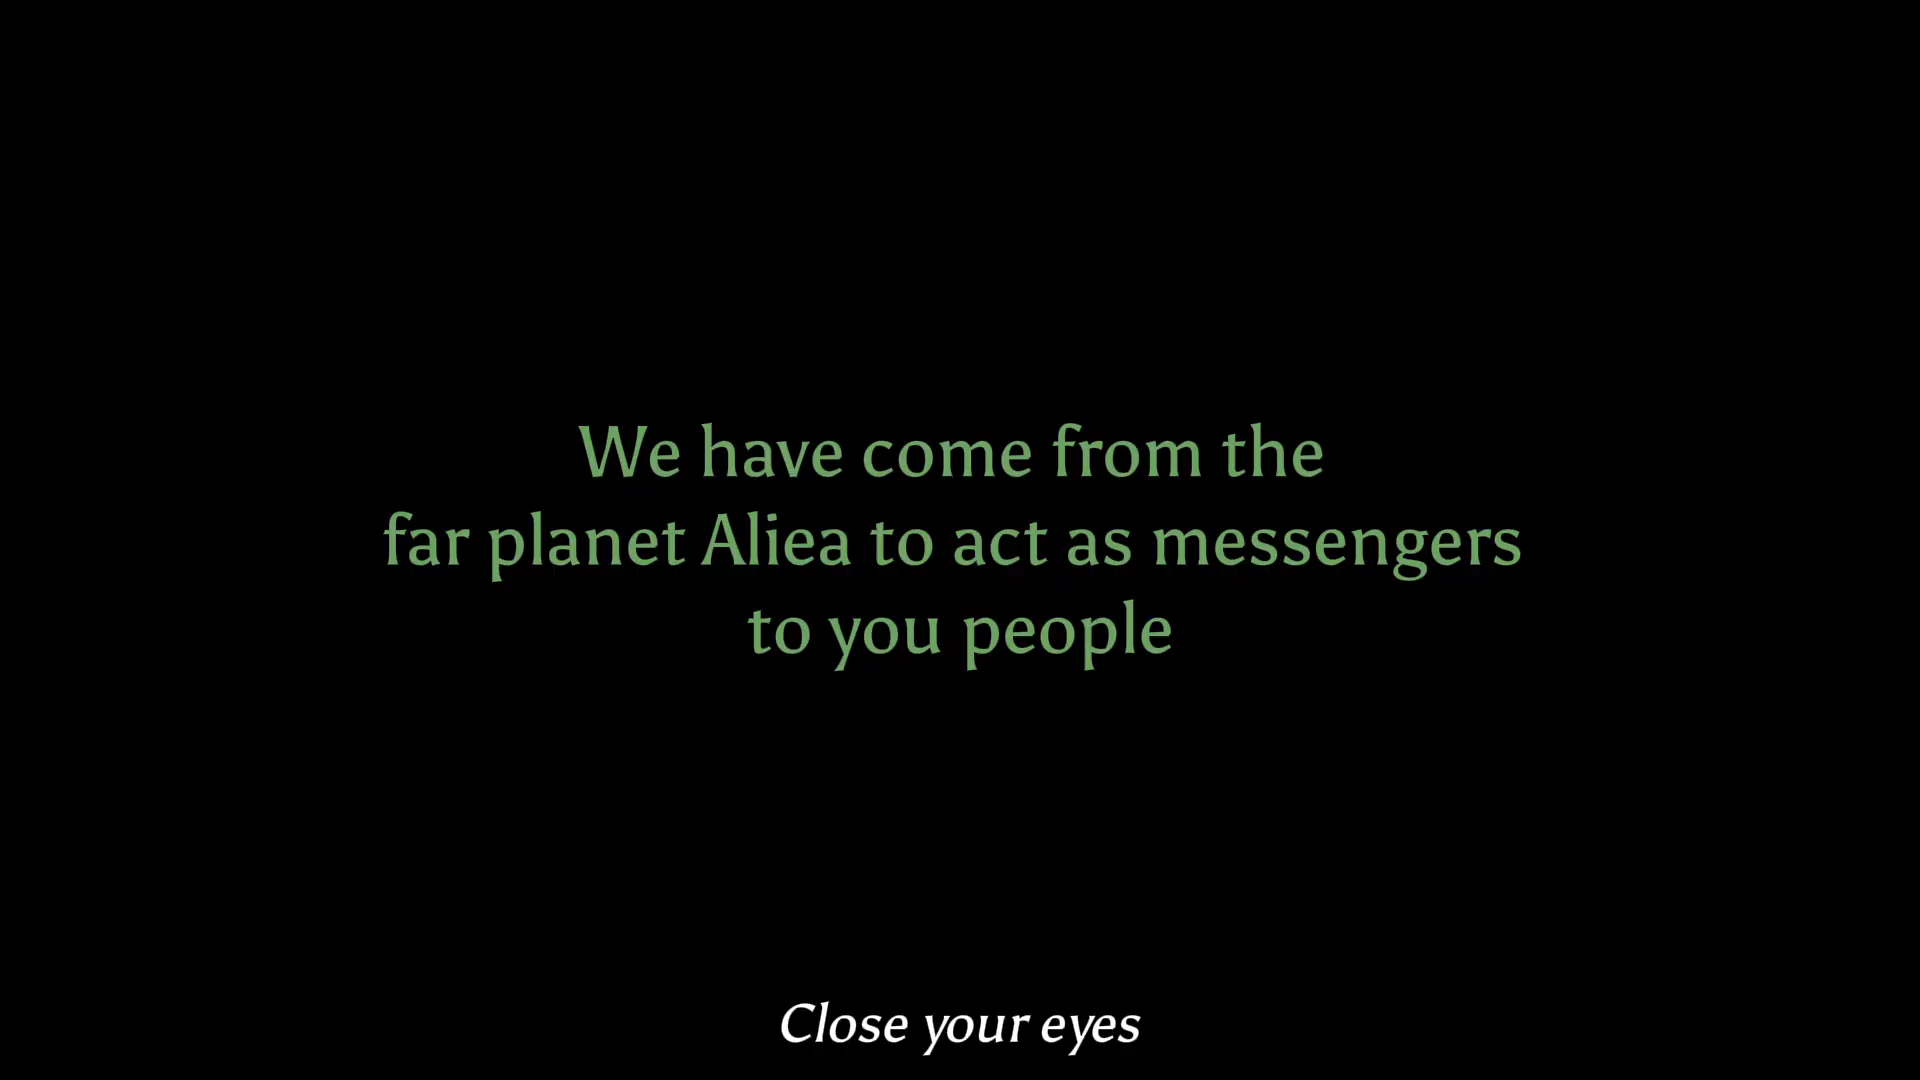 We have come from the
far planet Aliea to act as messengers
to you people
Close your eyes